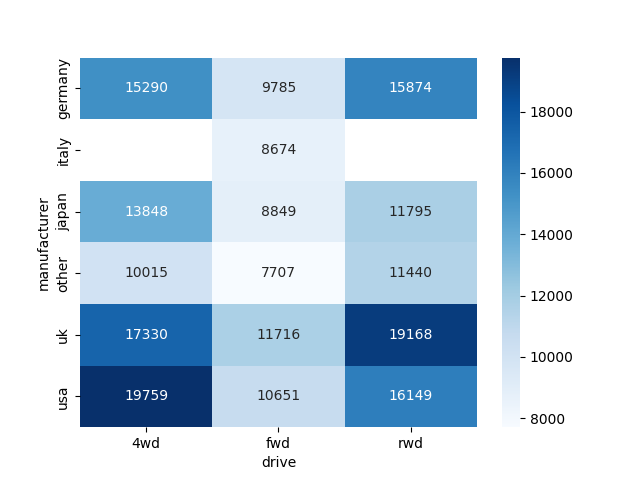 germany 15290 9785 15874
italy 8674
japan 13848 8849 11795
other 10015 7707 11440
uk 17330 11716 19168
usa 19759 10651 16149
4wd fwd rwd
drive
manufacturer
18000
16000
14000
12000
10000
8000